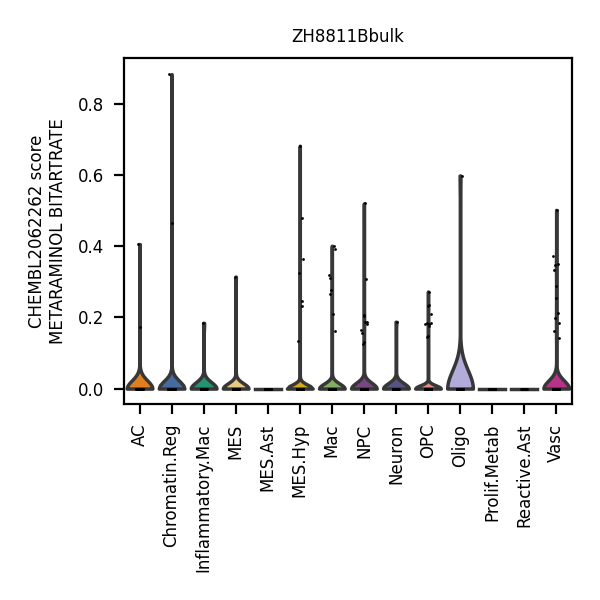 ZH8811Bbulk
CHEMBL2062262 score
METARAMINOL BITARTRATE
0.8
0.6
0.4
0.2
0.0
AC
Chromatin.Reg
Inflammatory.Mac
MES
MES.Ast
MES.Hyp
Mac
NPC
Neuron
OPC
Oligo
Prolif.Metab
Reactive.Ast
Vasc